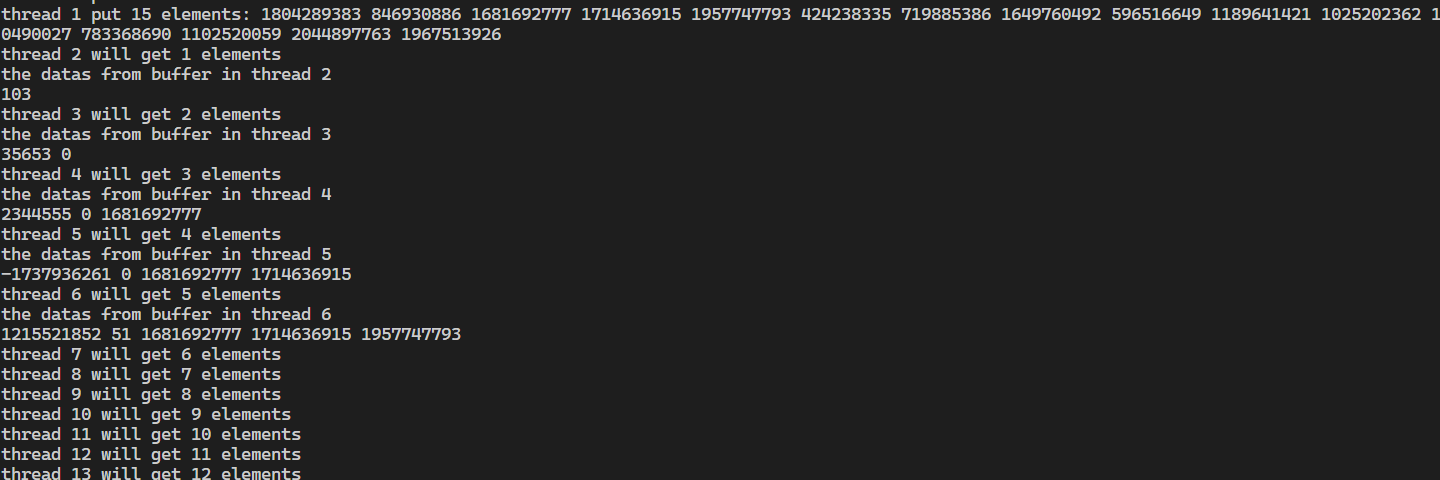 thread 1 put 15 elements: 1804289383 846930886 1681692777 1714636915 1957747793 424238335 719885386 1649760492 596516649 1189641421 1025202362 1
0490027 783368690 1102520059 2044897763 1967513926
thread 2 will get 1 elements
the datas from buffer in thread 2
103
thread 3 will get 2 elements
the datas from buffer in thread 3
35653 0
thread 4 will get 3 elements
the datas from buffer in thread 4
2344555 0 1681692777
thread 5 will get 4 elements
the datas from buffer in thread 5
-1737936261 0 1681692777 1714636915
thread 6 will get 5 elements
the datas from buffer in thread 6
1215521852 51 1681692777 1714636915 1957747793
thread 7 will get 6 elements
thread 8 will get 7 elements
thread 9 will get 8 elements
thread 10 will get 9 elements
thread 11 will get 10 elements
thread 12 will get 11 elements
thread 13 will get 12 elements